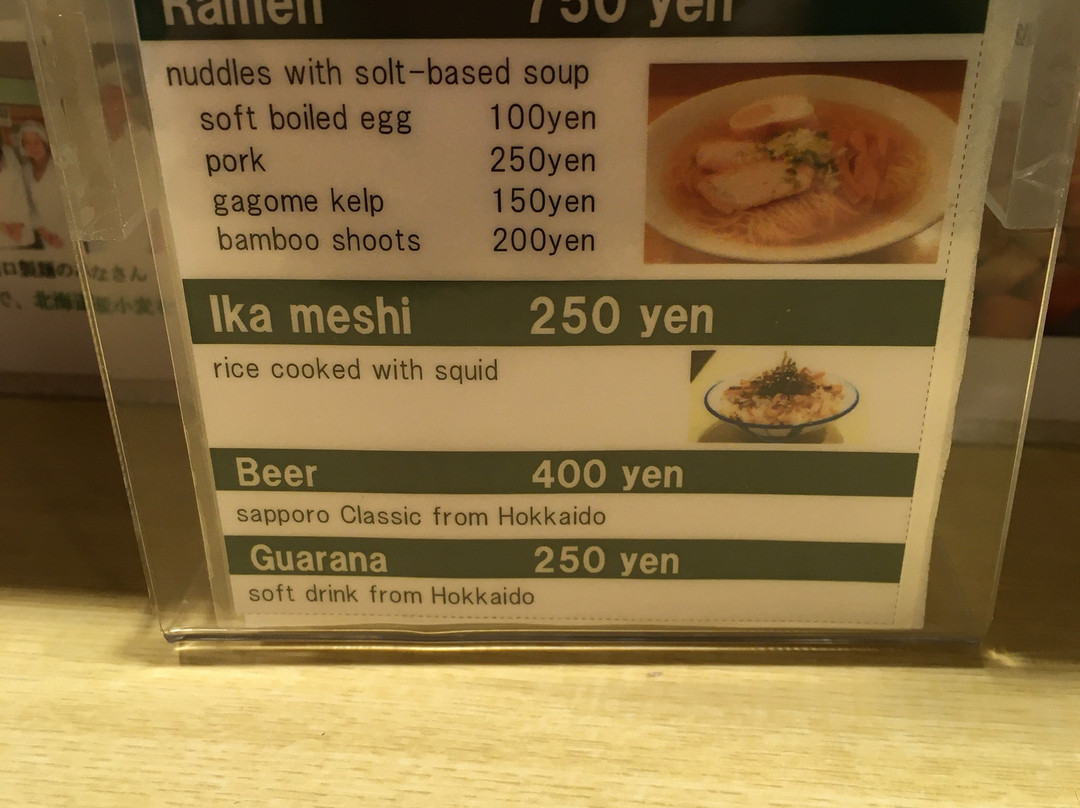 Ramen 750 yen
nuddles with solt-based soup
soft boiled egg 100yen
pork 250yen
gagome kelp 150yen
bamboo shoots 200yen
Ika meshi 250 yen
rice cooked with squid
Beer 400 yen
sapporo Classic from Hokkaido
Guarana 250 yen
soft drink from Hokkaido